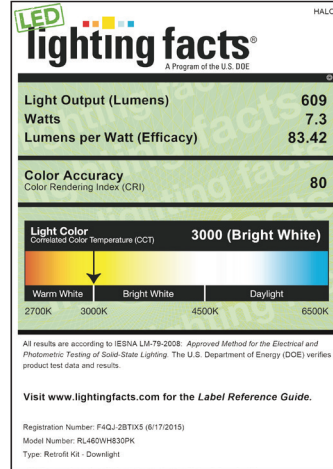 LED
HALO
lighting facts®
A Program of the U.S. DOE
Light Output (Lumens) 609
Watts 7.3
Lumens per Watt (Efficacy) 83.42
Color Accuracy
Color Rendering Index (CRI) 80
Light Color
Correlated Color Temperature (CCT) 3000 (Bright White)
Warm White Bright White Daylight
2700K 3000K 4500K 6500K
All results are according to IESNA LM-79-2008: Approved Method for the Electrical and
Photometric Testing of Solid-State Lighting. The U.S. Department of Energy (DOE) verifies
product test data and results.
Visit www.lightingfacts.com for the Label Reference Guide.
Registration Number: F4QJ-2BTIX5 (6/17/2015)
Model Number: RL460WH830PK
Type: Retrofit Kit - Downlight